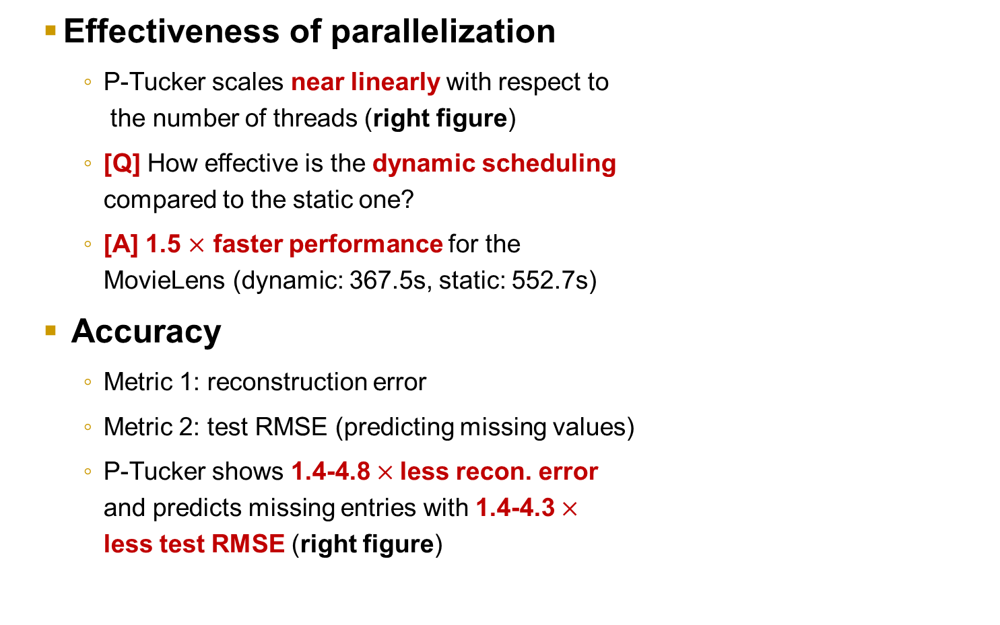 ▪ Effectiveness of parallelization
◦ P-Tucker scales near linearly with respect to
the number of threads (right figure)
◦ [Q] How effective is the dynamic scheduling
compared to the static one?
◦ [A] 1.5 × faster performance for the
MovieLens (dynamic: 367.5s, static: 552.7s)
▪ Accuracy
◦ Metric 1: reconstruction error
◦ Metric 2: test RMSE (predicting missing values)
◦ P-Tucker shows 1.4-4.8 × less recon. error
and predicts missing entries with 1.4-4.3 ×
less test RMSE (right figure)